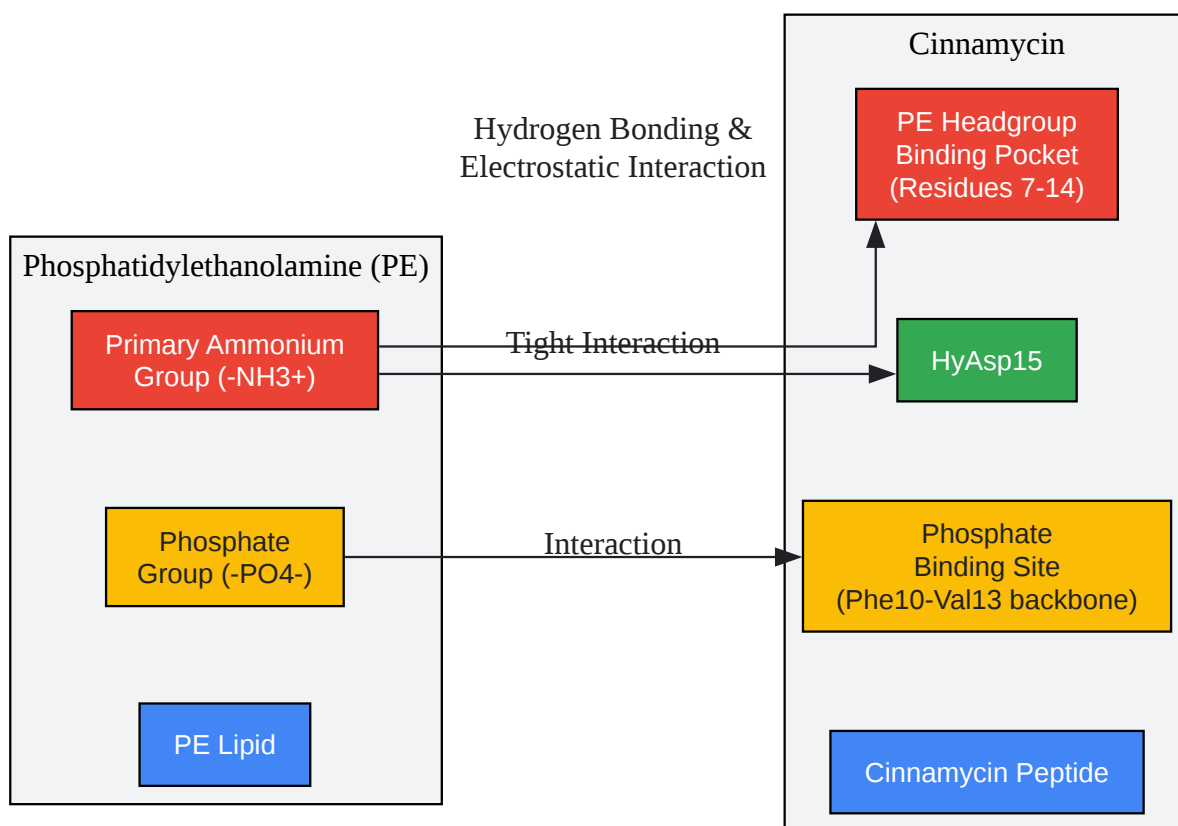 Cinnamycin
PE Headgroup
Binding Pocket
(Residues 7-14)
Hydrogen Bonding &
Electrostatic Interaction
Phosphatidylethanolamine (PE)
Primary Ammonium
Group (-NH3+)
Tight Interaction
HyAsp15
Phosphate
Group (-PO4-)
Interaction
Phosphate
Binding Site
(Phe10-Val13 backbone)
PE Lipid
Cinnamycin Peptide